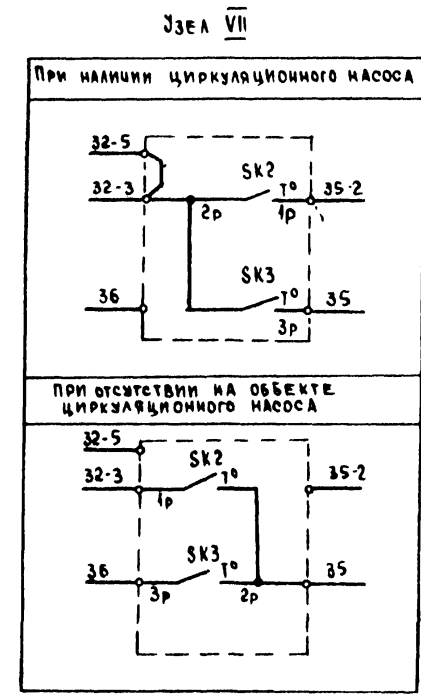 Узел VII
При наличии циркуляционного насоса
32-5
32-3
SK2
T° 35-2
2р
1р
SK3
36
T° 35
3р
При отсутствии на обьекте
циркуляционного насоса
32-5
32-3
SK2
T°
35-2
1р
36
SK3
T°
35
3р
2р